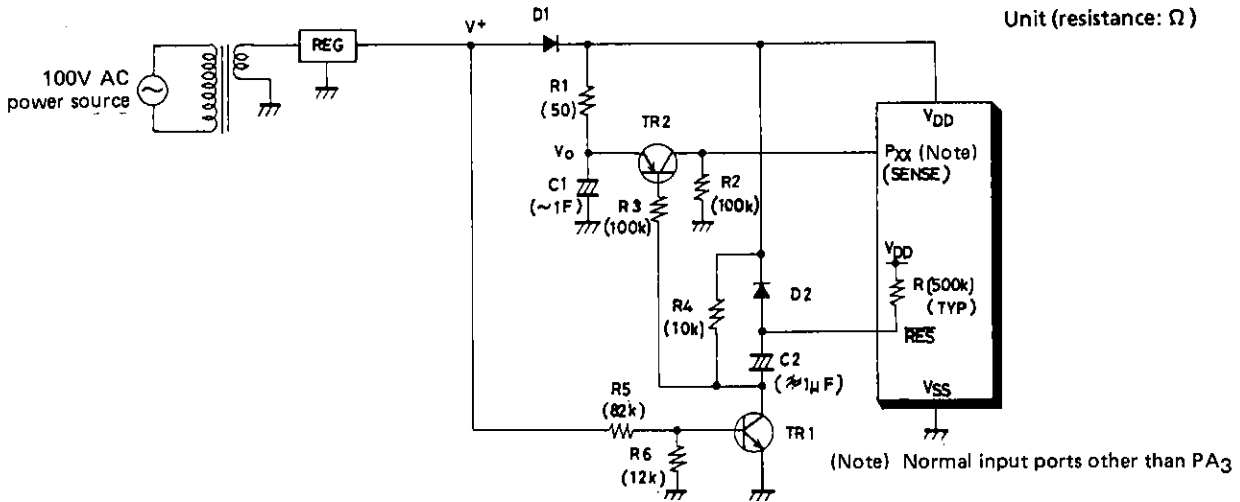 Unit (resistance: Ω)
100V AC
power source
REG
V+
D1
R1
(50)
TR2
Vo
C1
(~1F)
R3
(100k)
R2
(100k)
VDD
PXX (Note)
(SENSE)
VDD
R (500k)
(TYP)
RES
VSS
R4
(10k)
D2
C2
(≈1μF)
R5
(82k)
R6
(12k)
TR1
(Note) Normal input ports other than PA3